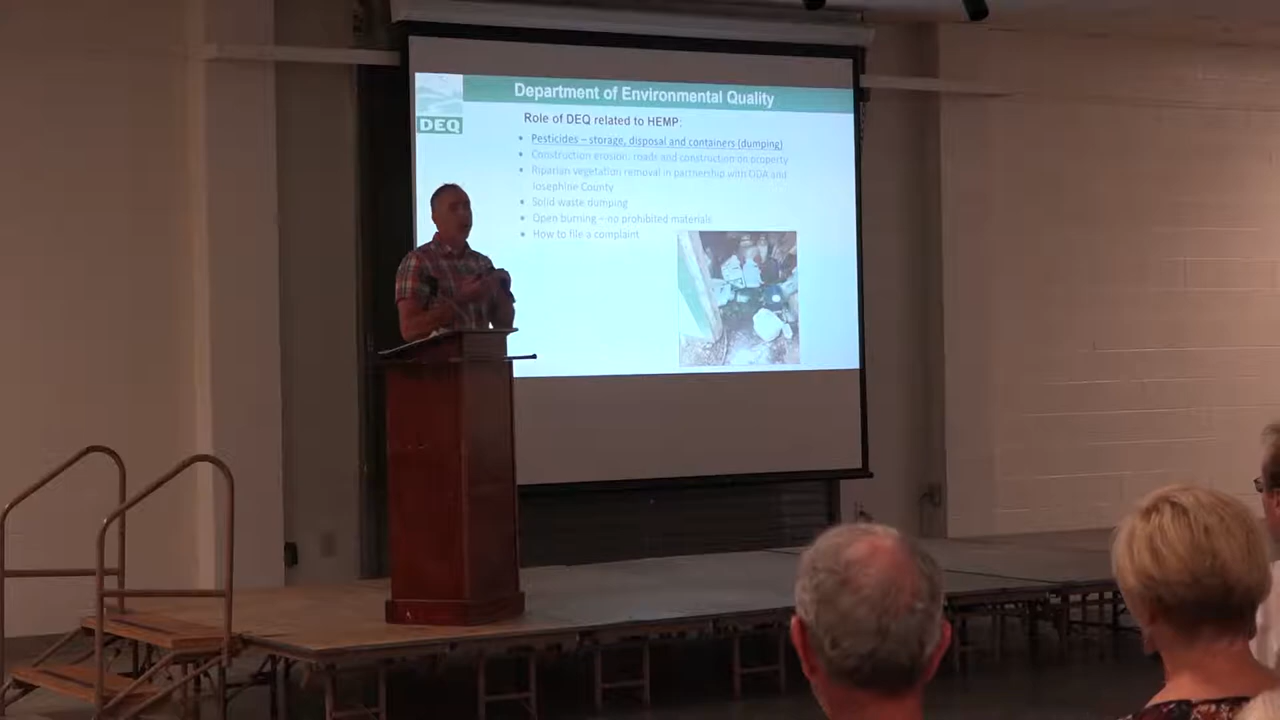 Department of Environmental Quality
DEQ
Role of DEQ related to HEMP:
• Pesticides – storage, disposal and containers (dumping)
• Construction erosion, roads and construction on property
• Riparian vegetation removal in partnership with ODA and
Josephine County
• Solid waste dumping
• Open burning – no prohibited materials
• How to file a complaint